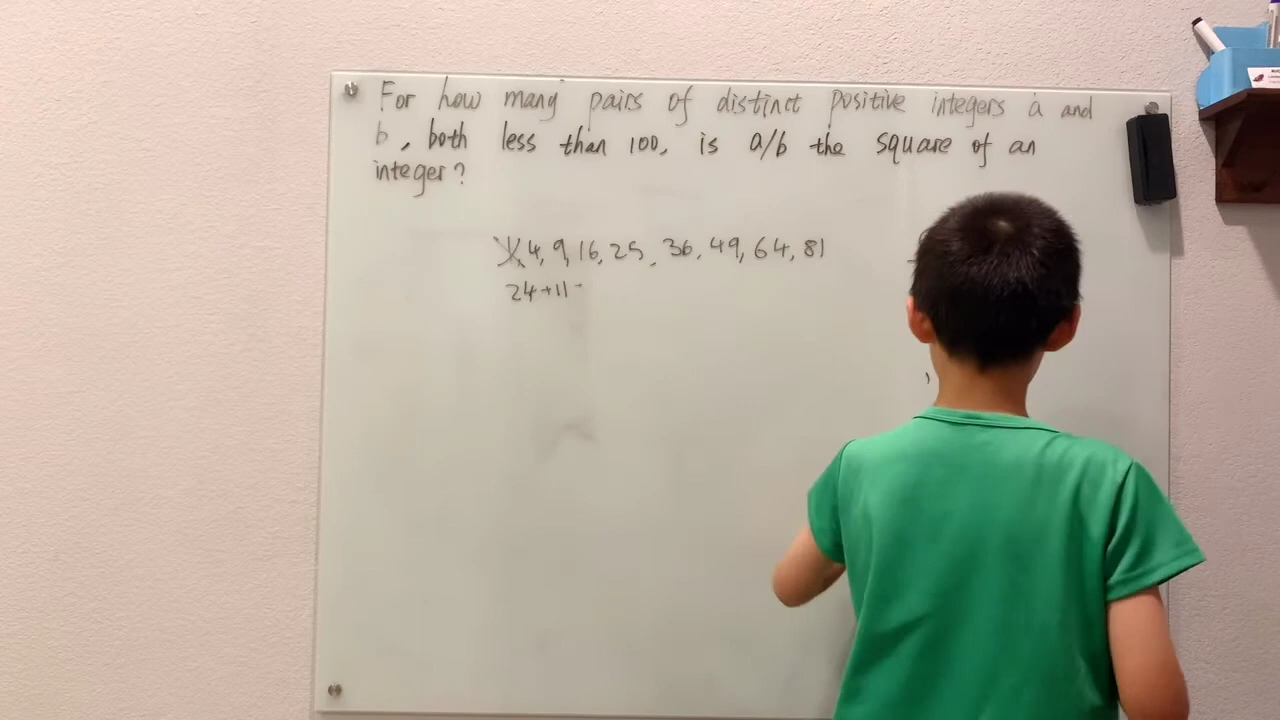 For how many pairs of distinct positive integers a and
b, both less than 100, is a/b the square of an
integer?
1, 4, 9, 16, 25, 36, 49, 64, 81
24+11